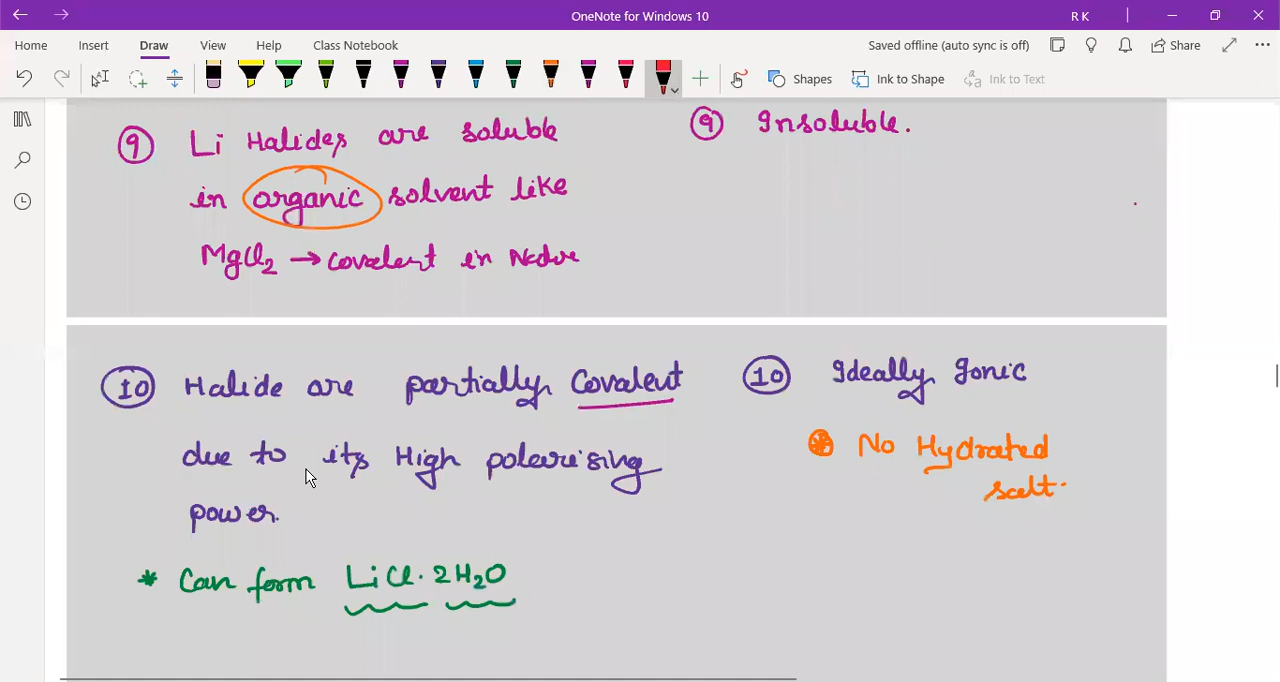 OneNote for Windows 10
R K
Home Insert Draw View Help Class Notebook
Saved offline (auto sync is off) Share
Shapes Ink to Shape Ink to Text
9 Li Halides are soluble
in organic solvent like
MgCl2 → covalent in Nature
9 Insoluble.
10 Halide are partially Covalent
due to its High polarising
power.
* Can form LiCl. 2H2O
10 Ideally Ionic
No Hydrated
salt.